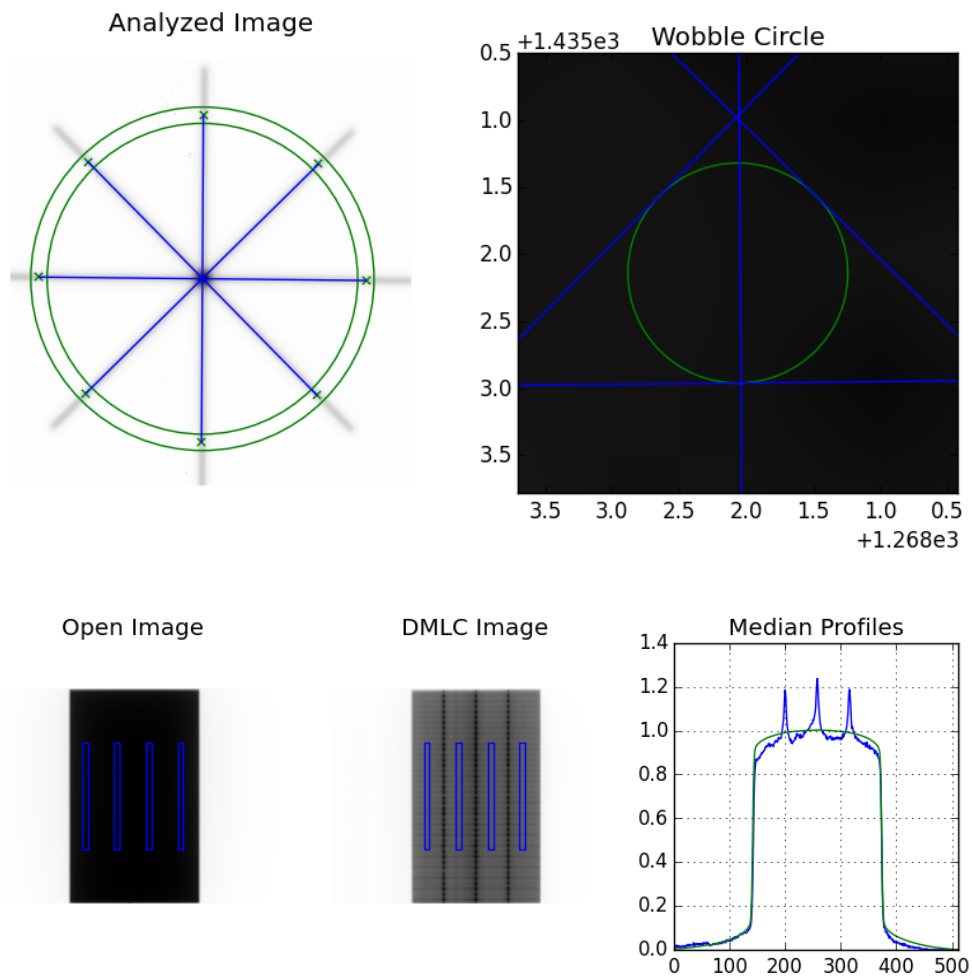 Analyzed Image
Wobble Circle
+1.435e3
0.5
1.0
1.5
2.0
2.5
3.0
3.5
3.5 3.0 2.5 2.0 1.5 1.0 0.5
+1.268e3
Open Image
DMLC Image
Median Profiles
1.4
1.2
1.0
0.8
0.6
0.4
0.2
0.0
0 100 200 300 400 500